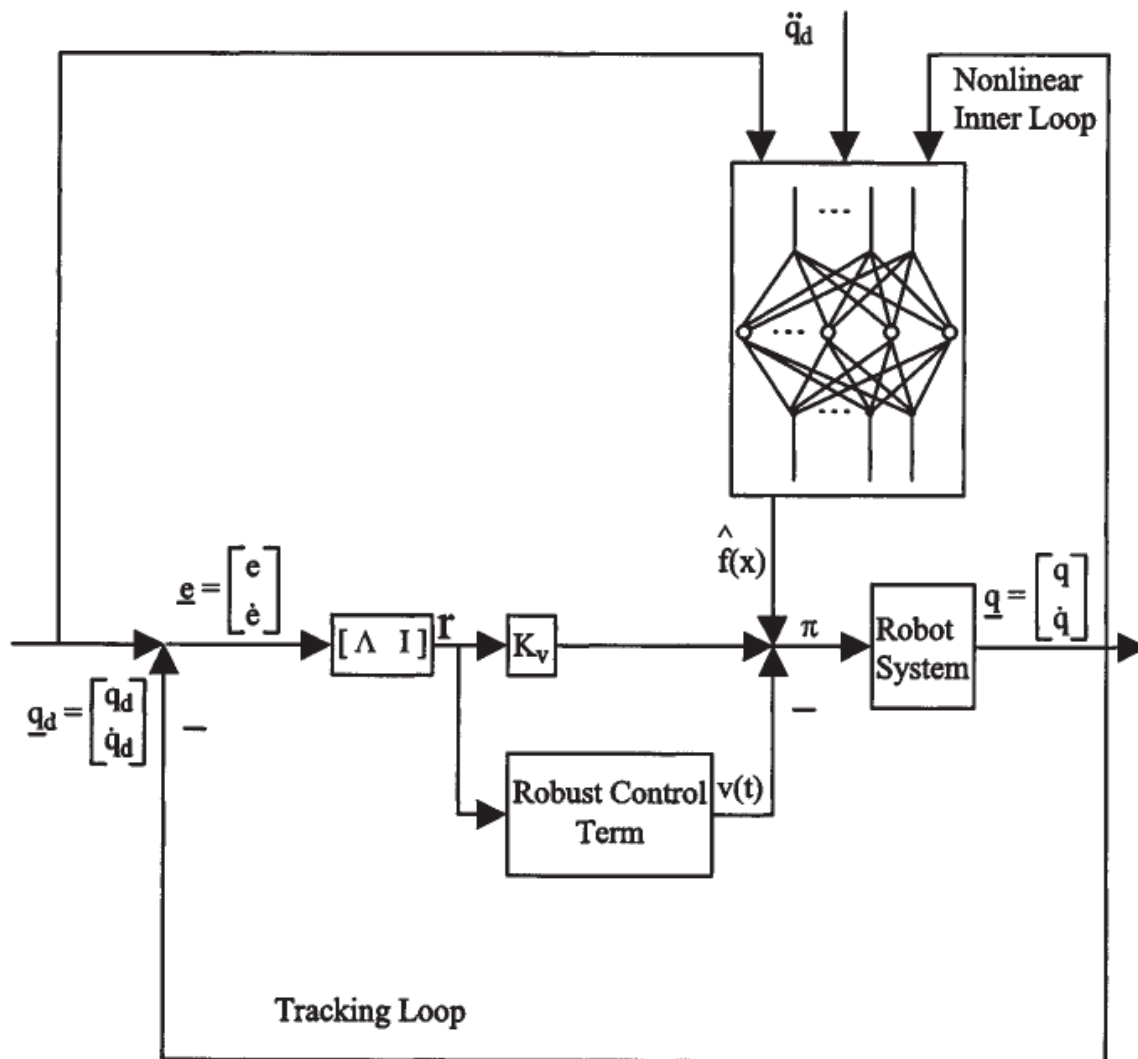 q̈d
Nonlinear
Inner Loop
...
...
...
^
f(x)
e = [e
ė]
[ Λ I ]
r
Kv
π
Robot
System
q = [q
q̇]
qd = [qd
q̇d]
−
−
Robust Control
Term
v(t)
Tracking Loop